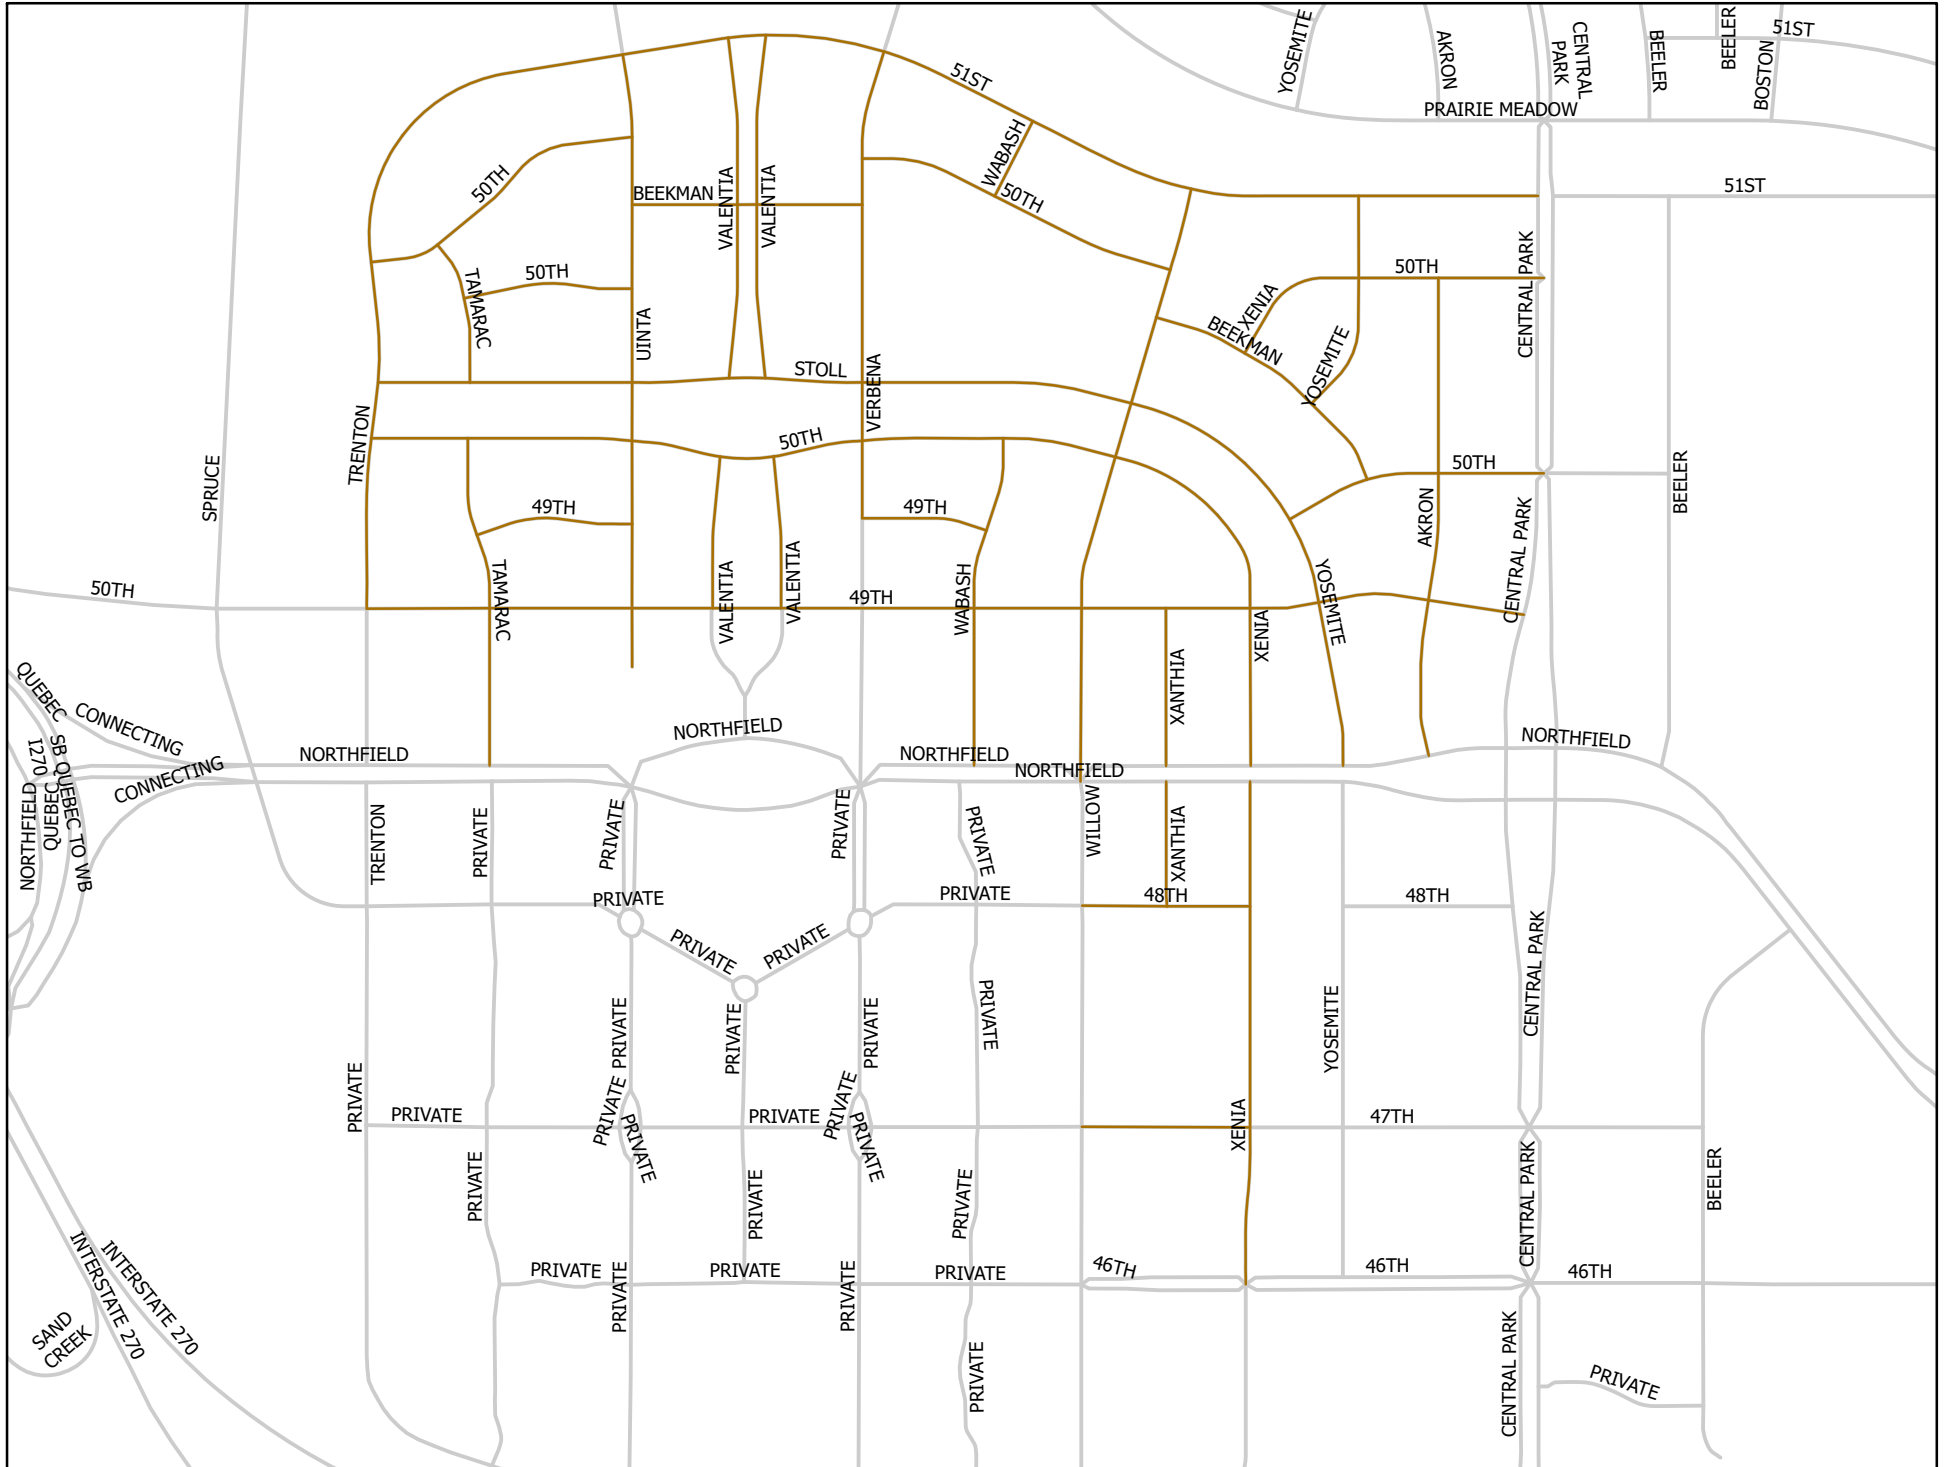 YOSEMITE
AKRON
CENTRAL
PARK
BEELER
BEELER
51ST
BOSTON
PRAIRIE MEADOW
51ST
WABASH
50TH
50TH
BEEKMAN
VALENTIA
VALENTIA
51ST
50TH
TAMARAC
UINTA
50TH
CENTRAL PARK
XENIA
BEEKMAN
YOSEMITE
STOLL
VERBENA
TRENTON
50TH
50TH
SPRUCE
BEELER
49TH
49TH
AKRON
CENTRAL PARK
50TH
TAMARAC
VALENTIA
VALENTIA
49TH
WABASH
XENIA
YOSEMITE
XANTHIA
QUEBEC
CONNECTING
I270
SB QUEBEC TO WB
NORTHFIELD
NORTHFIELD
NORTHFIELD
NORTHFIELD
NORTHFIELD
CONNECTING
NORTHFIELD
QUEBEC
TRENTON
PRIVATE
PRIVATE
PRIVATE
PRIVATE
WILLOW
XANTHIA
PRIVATE
PRIVATE
48TH
48TH
PRIVATE
PRIVATE
CENTRAL PARK
PRIVATE
PRIVATE
PRIVATE
PRIVATE
YOSEMITE
PRIVATE
PRIVATE
PRIVATE
PRIVATE
PRIVATE
PRIVATE
PRIVATE
PRIVATE
47TH
XENIA
PRIVATE
PRIVATE
PRIVATE
CENTRAL PARK
BEELER
INTERSTATE 270
INTERSTATE 270
PRIVATE
PRIVATE
PRIVATE
PRIVATE
PRIVATE
46TH
46TH
46TH
SAND
CREEK
PRIVATE
CENTRAL PARK
PRIVATE